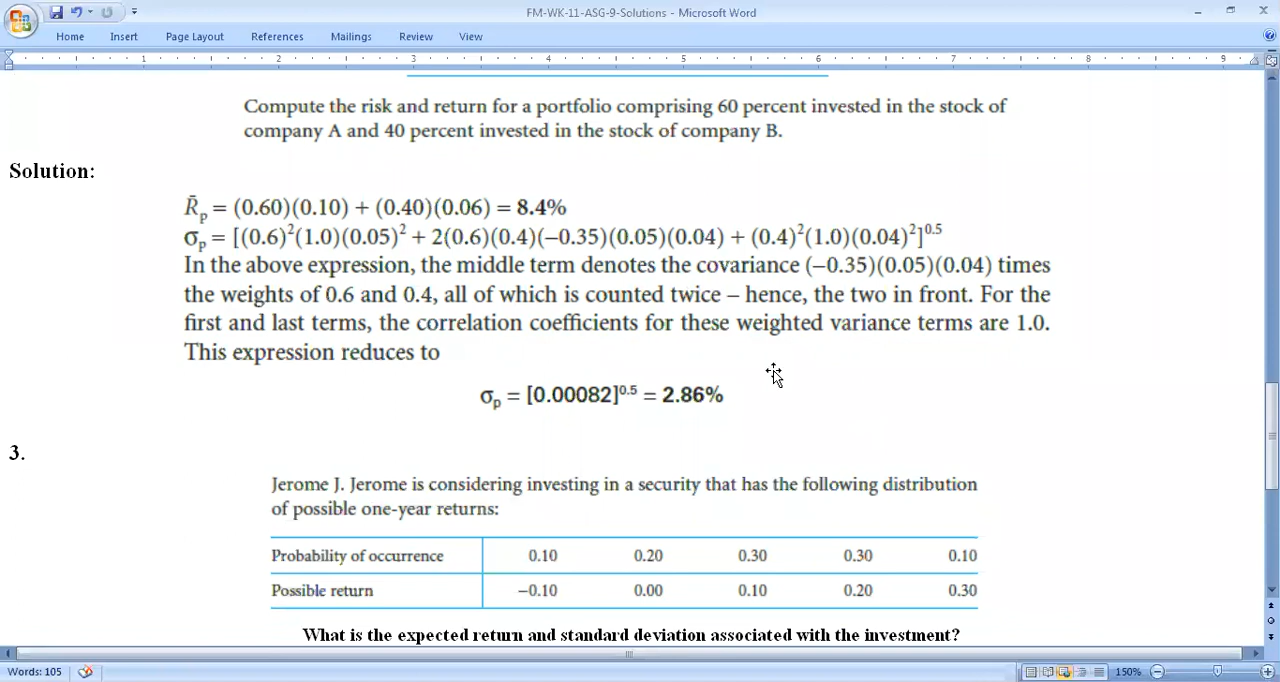 FM-WK-11-ASG-9-Solutions - Microsoft Word
Home Insert Page Layout References Mailings Review View
1 2 3 4 5 6 7 8 9
Compute the risk and return for a portfolio comprising 60 percent invested in the stock of
company A and 40 percent invested in the stock of company B.
Solution:
R̄p = (0.60)(0.10) + (0.40)(0.06) = 8.4%
σp = [(0.6)²(1.0)(0.05)² + 2(0.6)(0.4)(−0.35)(0.05)(0.04) + (0.4)²(1.0)(0.04)²]⁰·⁵
In the above expression, the middle term denotes the covariance (−0.35)(0.05)(0.04) times
the weights of 0.6 and 0.4, all of which is counted twice – hence, the two in front. For the
first and last terms, the correlation coefficients for these weighted variance terms are 1.0.
This expression reduces to
σp = [0.00082]⁰·⁵ = 2.86%
3.
Jerome J. Jerome is considering investing in a security that has the following distribution
of possible one-year returns:
Probability of occurrence 0.10 0.20 0.30 0.30 0.10
Possible return −0.10 0.00 0.10 0.20 0.30
What is the expected return and standard deviation associated with the investment?
Words: 105 150%